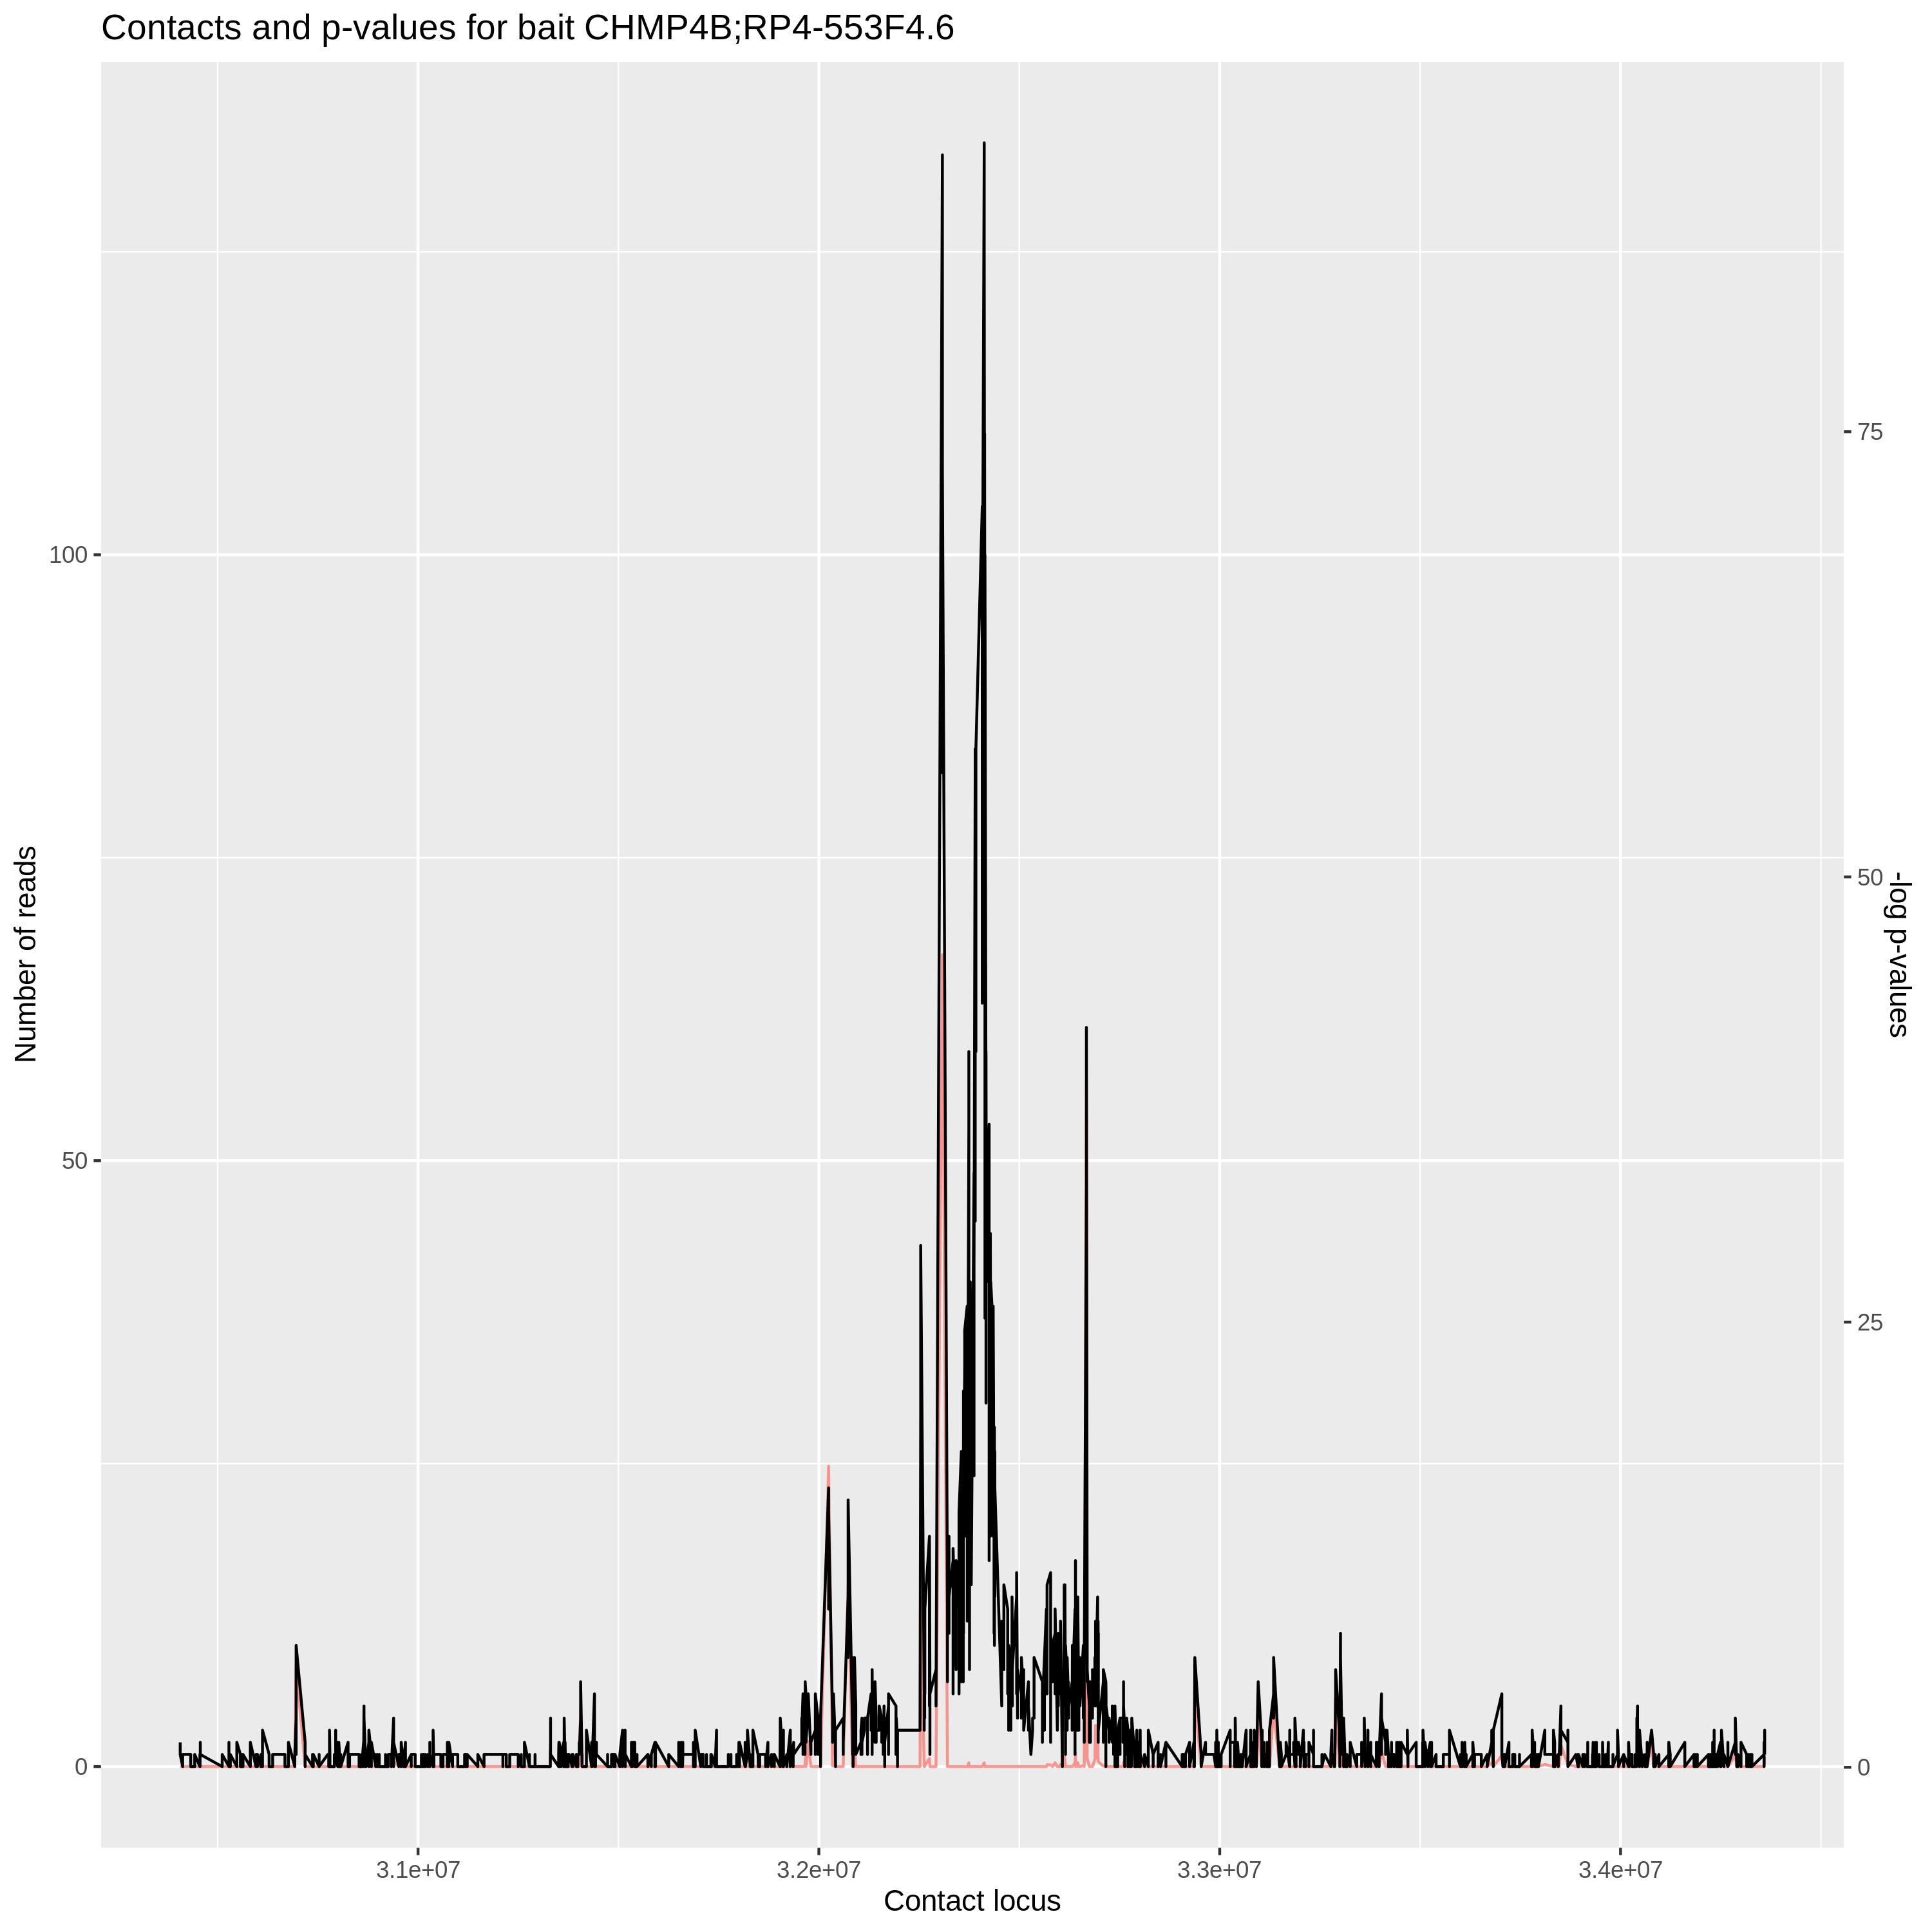 Contacts and p-values for bait CHMP4B;RP4-553F4.6
Number of reads
100
50
0
75
50
25
0
-log p-values
3.1e+07 3.2e+07 3.3e+07 3.4e+07
Contact locus